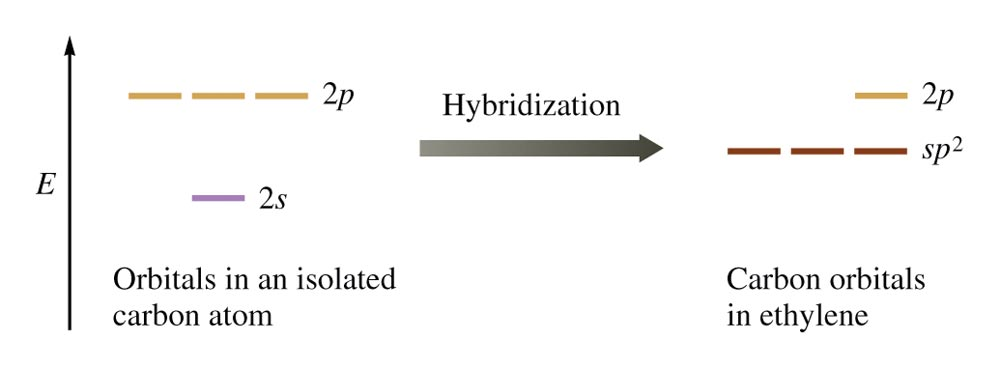 2p
Hybridization
2p
sp²
E
2s
Orbitals in an isolated
carbon atom
Carbon orbitals
in ethylene